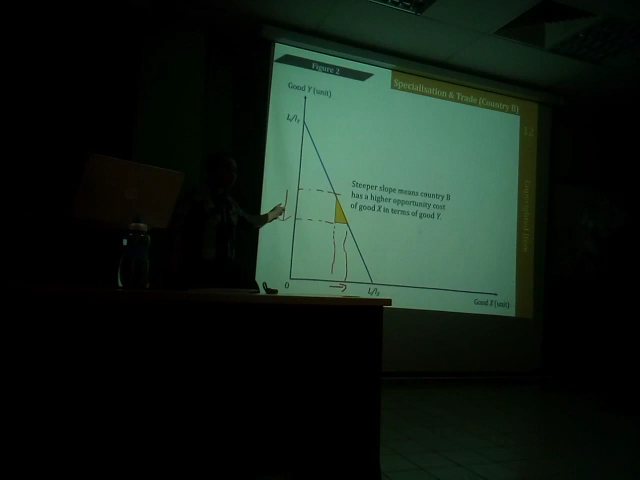 Figure 2
Specialisation & Trade (Country B)
12
Good Y (unit)
Steeper slope means country B
has a higher opportunity cost
of good X in terms of good Y.
0
Good X (unit)